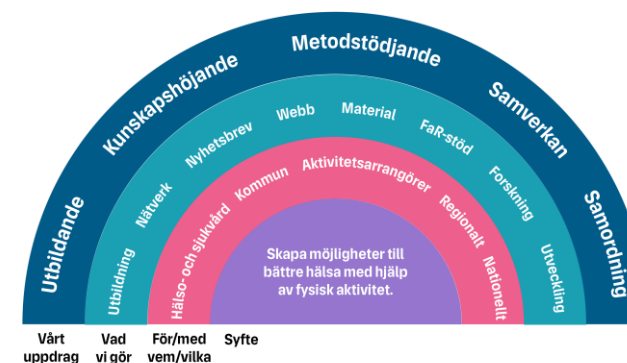 Utbildande
Kunskapshöjande
Metodstödjande
Samverkan
Samordning
Utbildning
Nätverk
Nyhetsbrev
Webb
Material
FaR-stöd
Forskning
Utveckling
Hälso- och sjukvård
Kommun
Aktivitetsarrangörer
Regionalt
Nationellt
Skapa möjligheter till
bättre hälsa med hjälp
av fysisk aktivitet.
Vårt
uppdrag
Vad
vi gör
För/med
vem/vilka
Syfte